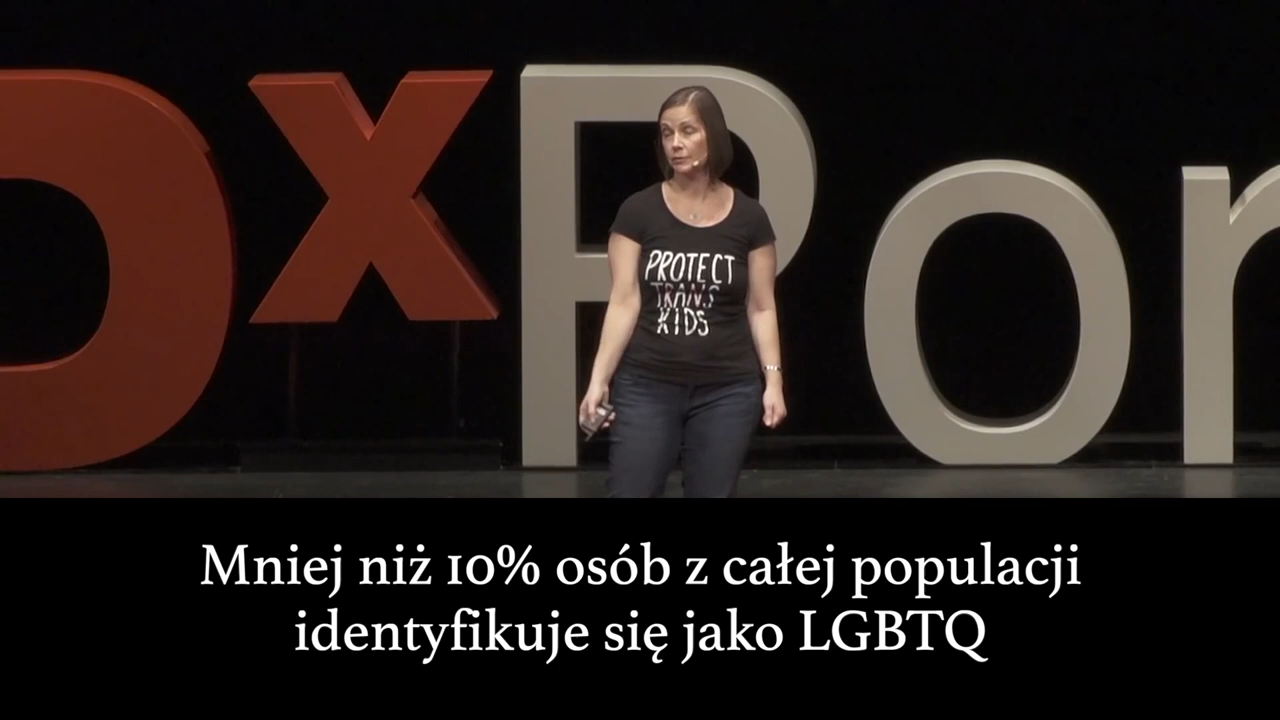 DxPor
PROTECT
TRANS
KIDS
Mniej niż 10% osób z całej populacji
identyfikuje się jako LGBTQ